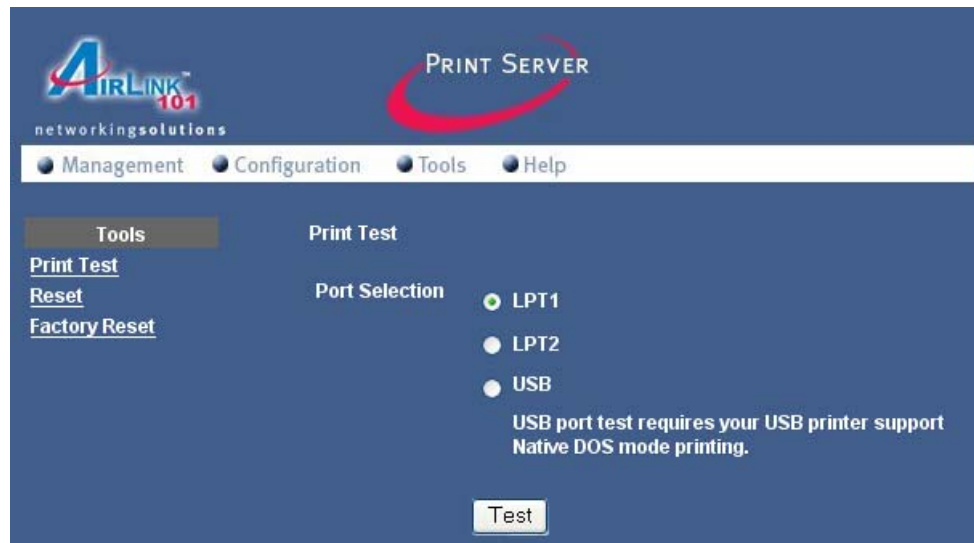 AirLink™
101
networkingsolutions
Print Server
Management Configuration Tools Help
Tools
Print Test
Reset
Factory Reset
Print Test
Port Selection
LPT1
LPT2
USB
USB port test requires your USB printer support
Native DOS mode printing.
Test